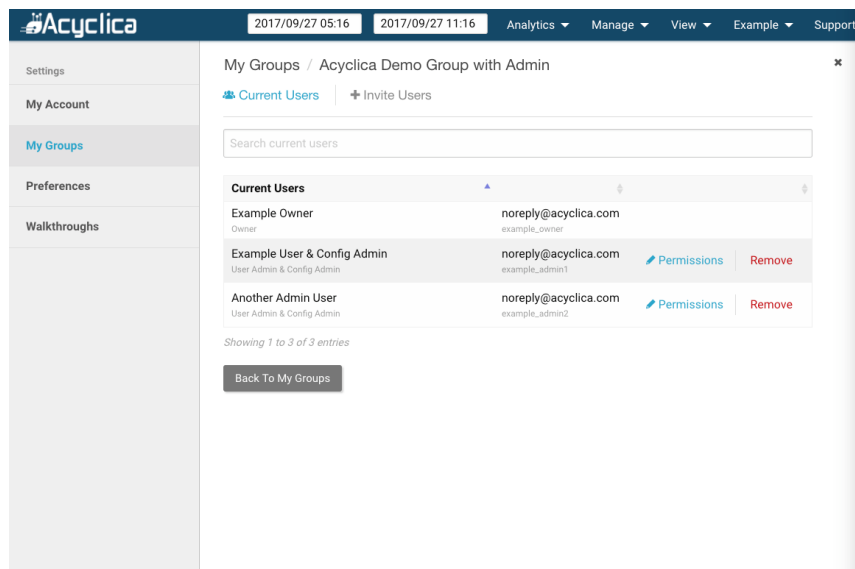 Acyclica 2017/09/27 05:16 2017/09/27 11:16 Analytics Manage View Example Support
Settings
My Account
My Groups
Preferences
Walkthroughs
My Groups / Acyclica Demo Group with Admin
Current Users Invite Users
Search current users
Current Users
Example Owner noreply@acyclica.com
Owner example_owner
Example User & Config Admin noreply@acyclica.com
User Admin & Config Admin example_admin1
Permissions Remove
Another Admin User noreply@acyclica.com
User Admin & Config Admin example_admin2
Permissions Remove
Showing 1 to 3 of 3 entries
Back To My Groups